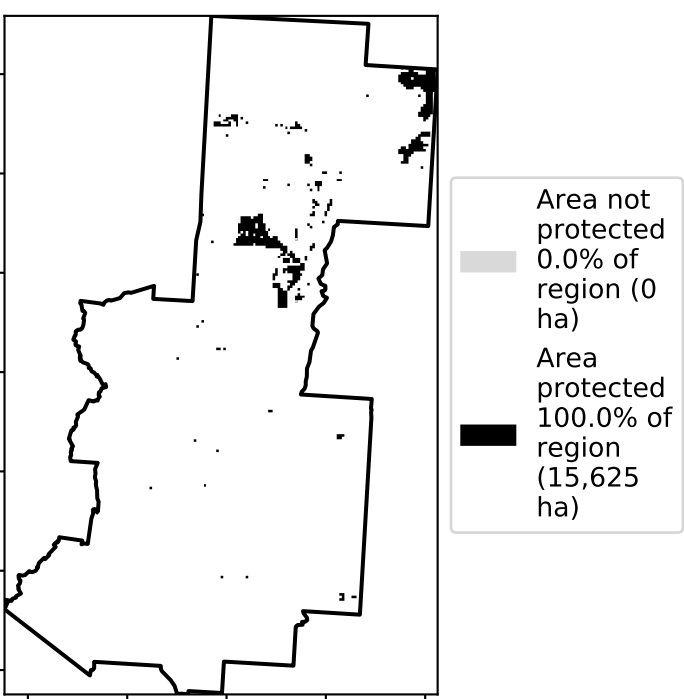 Area not
protected
0.0% of
region (0
ha)
Area
protected
100.0% of
region
(15,625
ha)